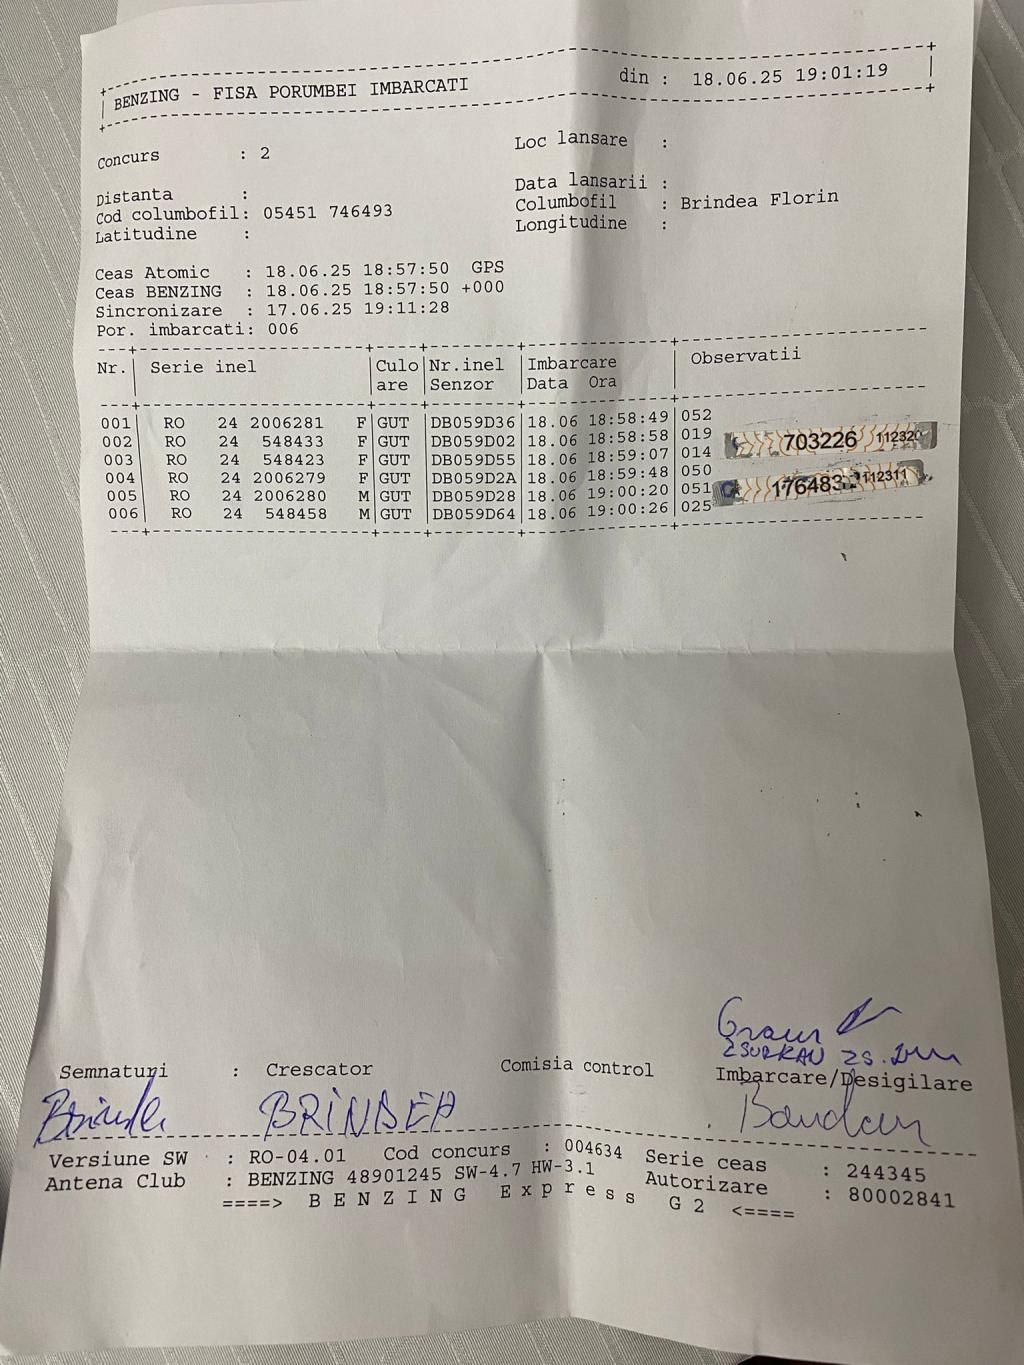 BENZING - FISA PORUMBEI IMBARCATI din : 18.06.25 19:01:19
Concurs : 2 Loc lansare :
Distanta : Data lansarii :
Cod columbofil: 05451 746493 Columbofil : Brindea Florin
Latitudine : Longitudine :
Ceas Atomic : 18.06.25 18:57:50 GPS
Ceas BENZING : 18.06.25 18:57:50 +000
Sincronizare : 17.06.25 19:11:28
Por. imbarcati: 006
Nr. Serie inel Culo Nr.inel Imbarcare Observatii
are Senzor Data Ora
001 RO 24 2006281 F GUT DB059D36 18.06 18:58:49 052
002 RO 24 548433 F GUT DB059D02 18.06 18:58:58 019 703226 112320
003 RO 24 548423 F GUT DB059D55 18.06 18:59:07 014
004 RO 24 2006279 F GUT DB059D2A 18.06 18:59:48 050
005 RO 24 2006280 M GUT DB059D28 18.06 19:00:20 051 112311
006 RO 24 548458 M GUT DB059D64 18.06 19:00:26 025
ZSURKAN ZS.
Semnaturi : Crescator Comisia control Imbarcare/Desigilare
BRINDEA
Versiune SW : RO-04.01 Cod concurs : 004634 Serie ceas : 244345
Antena Club : BENZING 48901245 SW-4.7 HW-3.1 Autorizare : 80002841
====> B E N Z I N G E x p r e s s G 2 <====